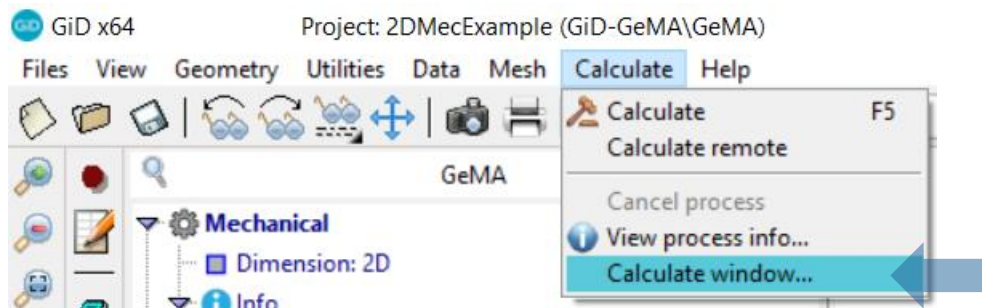 GiD GiD x64 Project: 2DMecExample (GiD-GeMA\GeMA)
Files View Geometry Utilities Data Mesh Calculate Help
Calculate F5
Calculate remote
GeMA
Cancel process
Mechanical
View process info...
Dimension: 2D
Calculate window...
Info